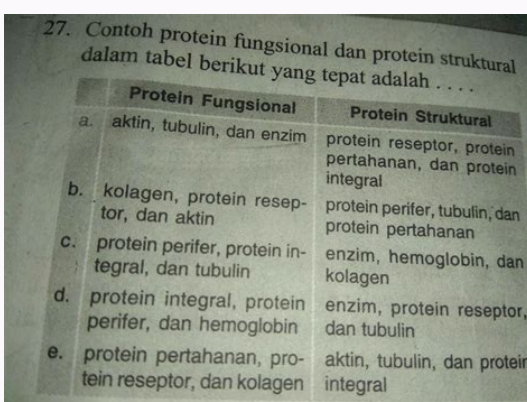 27. Contoh protein fungsional dan protein struktural
dalam tabel berikut yang tepat adalah . . . .
Protein Fungsional
Protein Struktural
a. aktin, tubulin, dan enzim
protein reseptor, protein
pertahanan, dan protein
integral
b. kolagen, protein resep-
tor, dan aktin
protein perifer, tubulin, dan
protein pertahanan
c. protein perifer, protein in-
tegral, dan tubulin
enzim, hemoglobin, dan
kolagen
d. protein integral, protein
perifer, dan hemoglobin
enzim, protein reseptor,
dan tubulin
e. protein pertahanan, pro-
tein reseptor, dan kolagen
aktin, tubulin, dan protein
integral